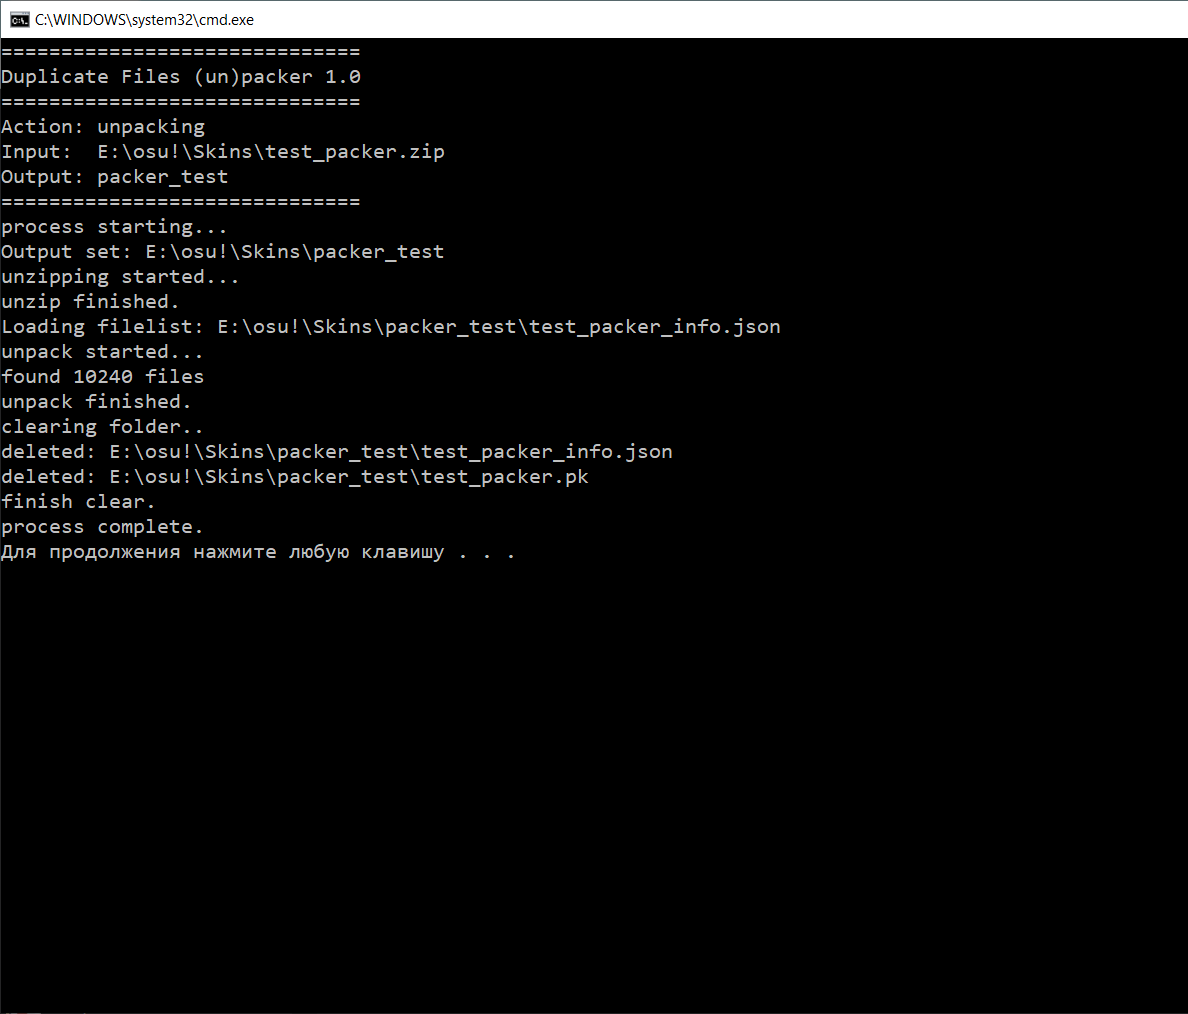 C:\WINDOWS\system32\cmd.exe
==============================
Duplicate Files (un)packer 1.0
==============================
Action: unpacking
Input:  E:\osu!\Skins\test_packer.zip
Output: packer_test
==============================
process starting...
Output set: E:\osu!\Skins\packer_test
unzipping started...
unzip finished.
Loading filelist: E:\osu!\Skins\packer_test\test_packer_info.json
unpack started...
found 10240 files
unpack finished.
clearing folder..
deleted: E:\osu!\Skins\packer_test\test_packer_info.json
deleted: E:\osu!\Skins\packer_test\test_packer.pk
finish clear.
process complete.
Для продолжения нажмите любую клавишу . . .